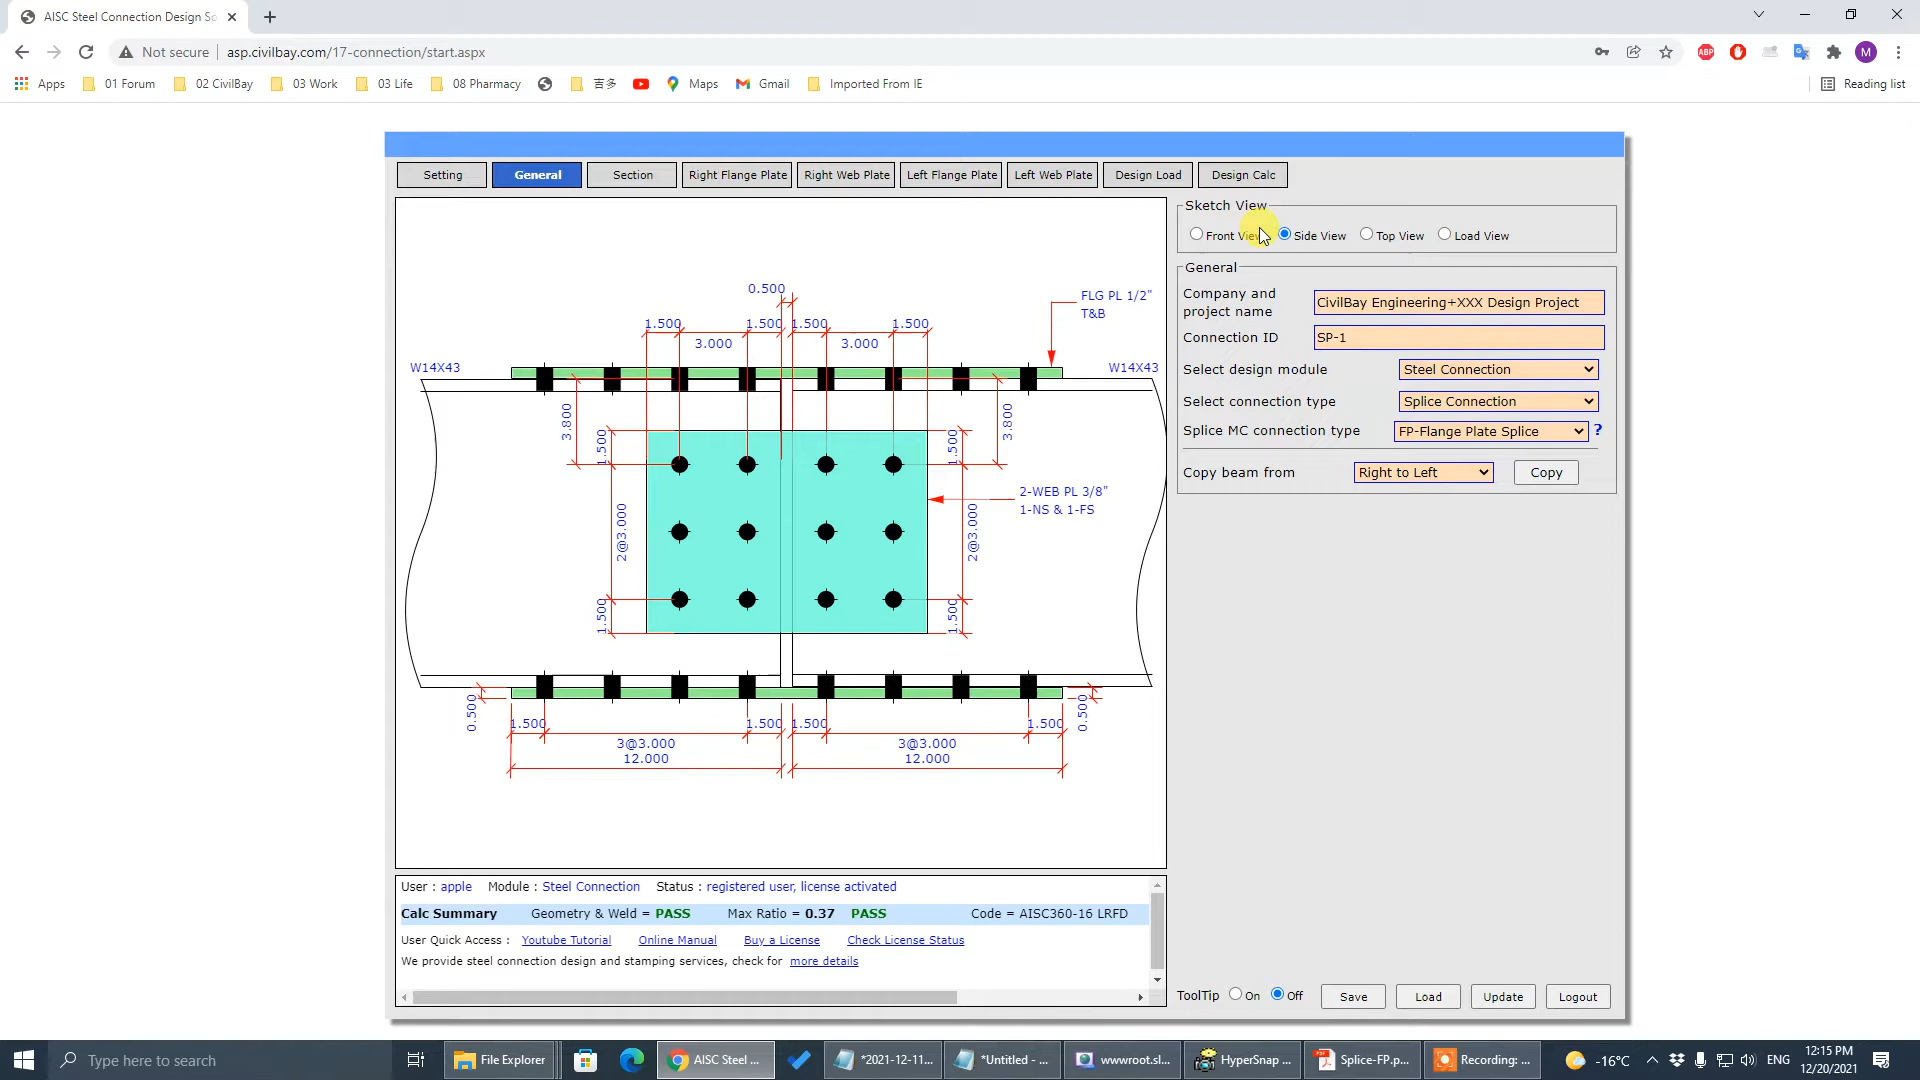 AISC Steel Connection Design So
Not secure
asp.civilbay.com/17-connection/start.aspx
ABP
M
Apps
01 Forum
02 CivilBay
03 Work
03 Life
08 Pharmacy
吉多
Maps
Gmail
Imported From IE
Reading list
Setting
General
Section
Right Flange Plate
Right Web Plate
Left Flange Plate
Left Web Plate
Design Load
Design Calc
Sketch View
Front View
Side View
Top View
Load View
General
Company and
project name
CivilBay Engineering+XXX Design Project
Connection ID
SP-1
Select design module
Steel Connection
Select connection type
Splice Connection
Splice MC connection type
FP-Flange Plate Splice
?
Copy beam from
Right to Left
Copy
0.500
FLG PL 1/2"
T&B
1.500
1.500
1.500
1.500
3.000
3.000
W14X43
W14X43
3.800
1.500
1.500
3.800
2-WEB PL 3/8"
1-NS & 1-FS
2@3.000
2@3.000
1.500
1.500
0.500
0.500
1.500
1.500
1.500
1.500
3@3.000
3@3.000
12.000
12.000
User : apple Module : Steel Connection Status : registered user, license activated
Calc Summary Geometry & Weld = PASS Max Ratio = 0.37 PASS Code = AISC360-16 LRFD
User Quick Access : Youtube Tutorial Online Manual Buy a License Check License Status
We provide steel connection design and stamping services, check for more details
ToolTip On Off
Save
Load
Update
Logout
Type here to search
File Explorer
AISC Steel ...
*2021-12-11...
*Untitled - ...
wwwroot.sl...
HyperSnap ...
Splice-FP.p...
Recording: ...
-16°C
ENG
12:15 PM
12/20/2021